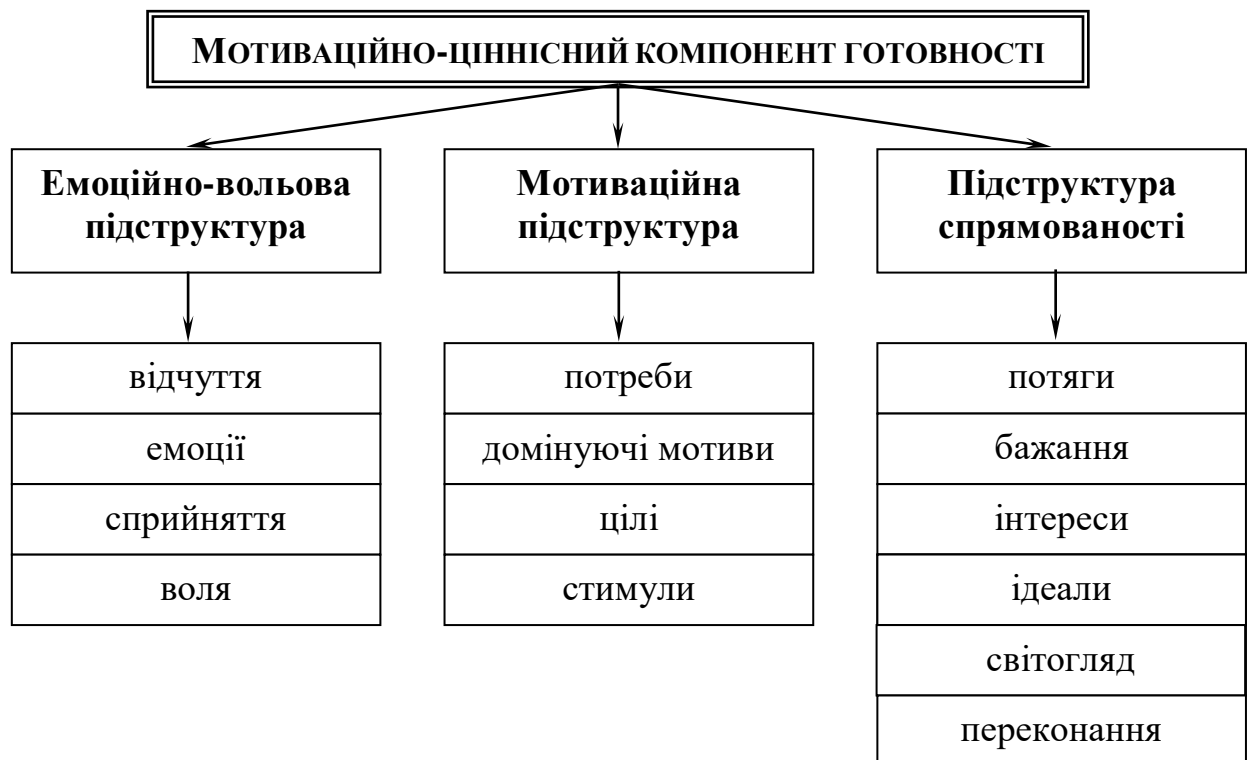 МОТИВАЦІЙНО-ЦІННІСНИЙ КОМПОНЕНТ ГОТОВНОСТІ
Емоційно-вольова
підструктура
Мотиваційна
підструктура
Підструктура
спрямованості
відчуття
емоції
сприйняття
воля
потреби
домінуючі мотиви
цілі
стимули
потяги
бажання
інтереси
ідеали
світогляд
переконання